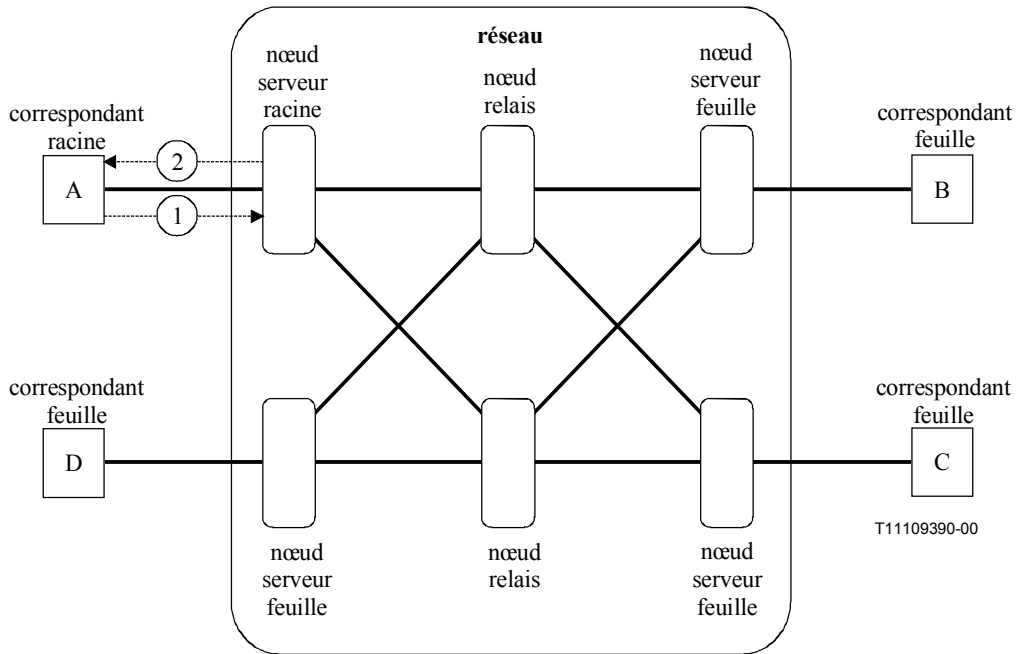 réseau
nœud
serveur
racine
nœud
relais
nœud
serveur
feuille
correspondant
racine
correspondant
feuille
2
A
B
1
correspondant
feuille
correspondant
feuille
D
C
T11109390-00
nœud
serveur
feuille
nœud
relais
nœud
serveur
feuille